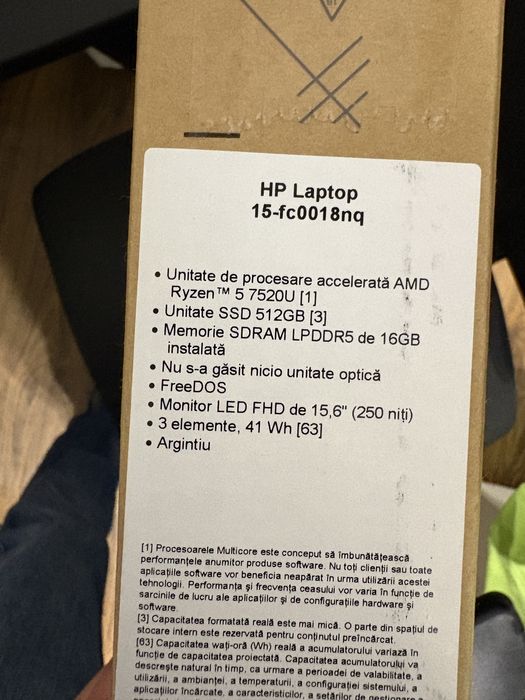 HP Laptop
15-fc0018nq
• Unitate de procesare accelerată AMD
Ryzen™ 5 7520U [1]
• Unitate SSD 512GB [3]
• Memorie SDRAM LPDDR5 de 16GB
instalată
• Nu s-a găsit nicio unitate optică
• FreeDOS
• Monitor LED FHD de 15,6" (250 niți)
• 3 elemente, 41 Wh [63]
• Argintiu
[1] Procesoarele Multicore este conceput să îmbunătățească
performanțele anumitor produse software. Nu toți clienții sau toate
aplicațiile software vor beneficia neapărat în urma utilizării acestei
tehnologii. Performanța și frecvența ceasului vor varia în funcție de
sarcinile de lucru ale aplicațiilor și de configurațiile hardware și
software.
[3] Capacitatea formatată reală este mai mică. O parte din spațiul de
stocare intern este rezervată pentru conținutul preîncărcat.
[63] Capacitatea wați-oră (Wh) reală a acumulatorului variază în
funcție de capacitatea proiectată. Capacitatea acumulatorului va
descrește natural în timp, ca urmare a perioadei de valabilitate, a
utilizării, a ambianței, a temperaturii, a configurației sistemului, a
aplicațiilor încărcate, a caracteristicilor, a setărilor de gestionare a